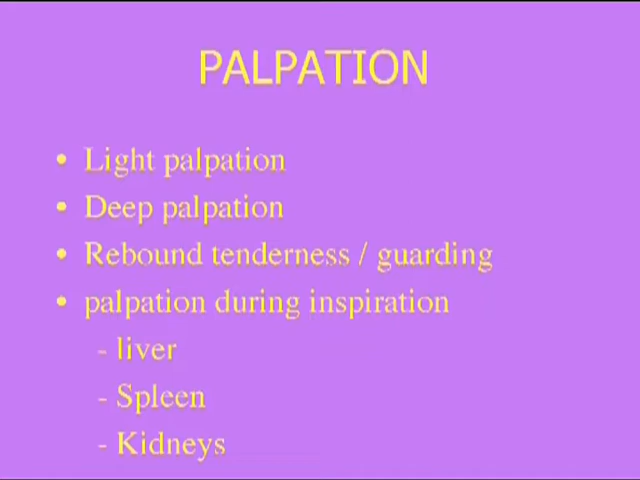 PALPATION
• Light palpation
• Deep palpation
• Rebound tenderness / guarding
• palpation during inspiration
- liver
- Spleen
- Kidneys